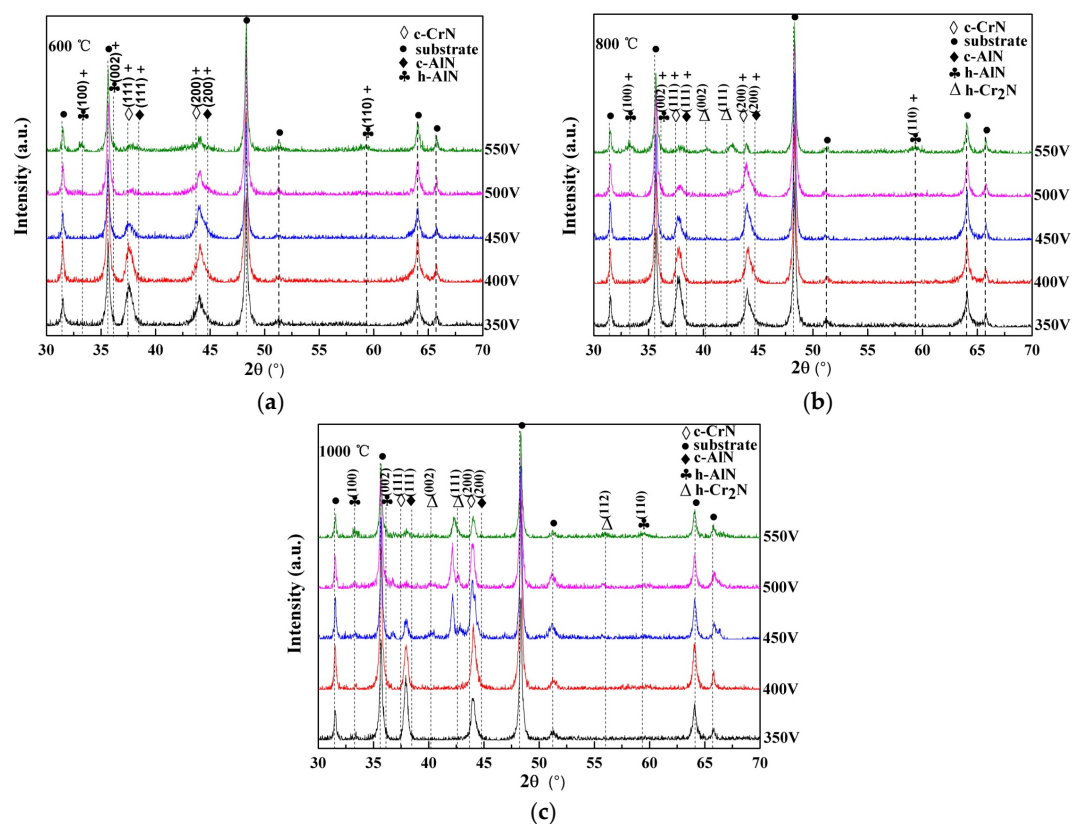 600 ℃
c-CrN
substrate
c-AlN
h-AlN
(100) +
(002) +
(111) +
(111) +
(200) +
(200) +
(110) +
550V
500V
450V
400V
350V
Intensity (a.u.)
30 35 40 45 50 55 60 65 70
2θ (°)
(a)
800 ℃
c-CrN
substrate
c-AlN
h-AlN
h-Cr2N
(100) +
(002) +
(111) +
(111) +
(002)
(111)
(200) +
(200) +
(110) +
550V
500V
450V
400V
350V
Intensity (a.u.)
30 35 40 45 50 55 60 65 70
2θ (°)
(b)
1000 ℃
c-CrN
substrate
c-AlN
h-AlN
h-Cr2N
(100)
(002)
(111)
(111)
(002)
(111)
(200)
(200)
(112)
(110)
550V
500V
450V
400V
350V
Intensity (a.u.)
30 35 40 45 50 55 60 65 70
2θ (°)
(c)